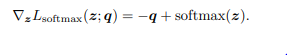 ∇_z L_softmax(z; q) = −q + softmax(z).